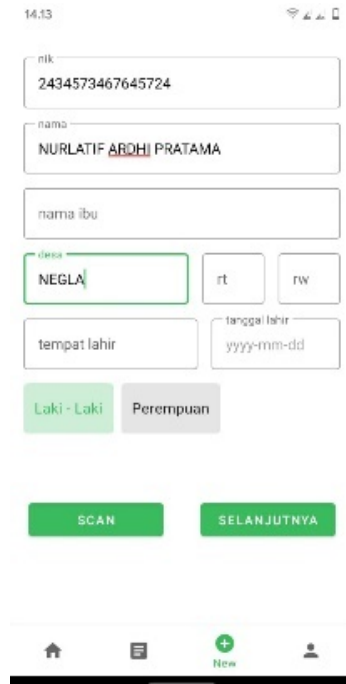 14.13
nik
2434573467645724
nama
NURLATIF ARDHI PRATAMA
nama ibu
desa
NEGLA
rt
rw
tempat lahir
tanggal lahir
yyyy-mm-dd
Laki - Laki
Perempuan
SCAN
SELANJUTNYA
New